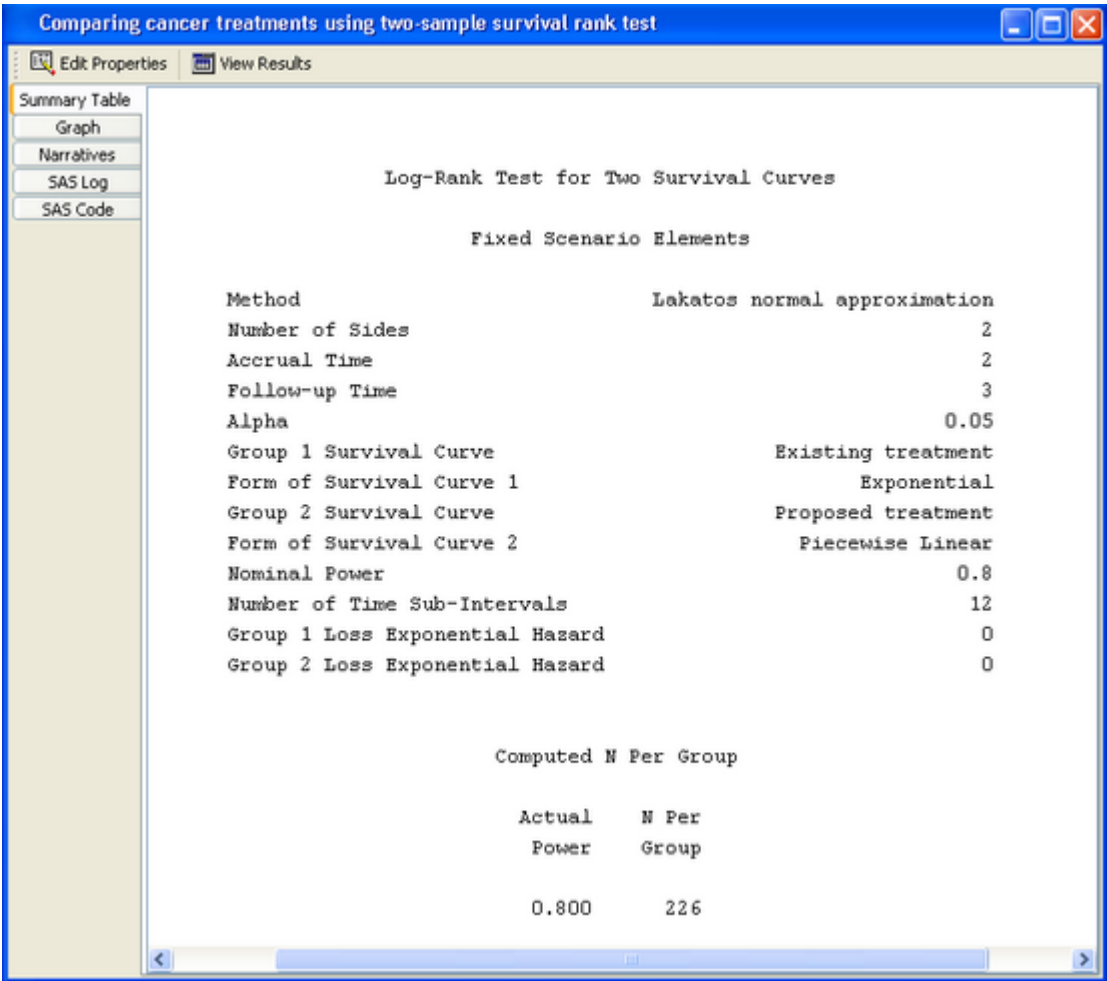 Comparing cancer treatments using two-sample survival rank test
Edit Properties View Results
Summary Table
Graph
Narratives
SAS Log
SAS Code
Log-Rank Test for Two Survival Curves
Fixed Scenario Elements
Method Lakatos normal approximation
Number of Sides 2
Accrual Time 2
Follow-up Time 3
Alpha 0.05
Group 1 Survival Curve Existing treatment
Form of Survival Curve 1 Exponential
Group 2 Survival Curve Proposed treatment
Form of Survival Curve 2 Piecewise Linear
Nominal Power 0.8
Number of Time Sub-Intervals 12
Group 1 Loss Exponential Hazard 0
Group 2 Loss Exponential Hazard 0
Computed N Per Group
Actual N Per
Power Group
0.800 226